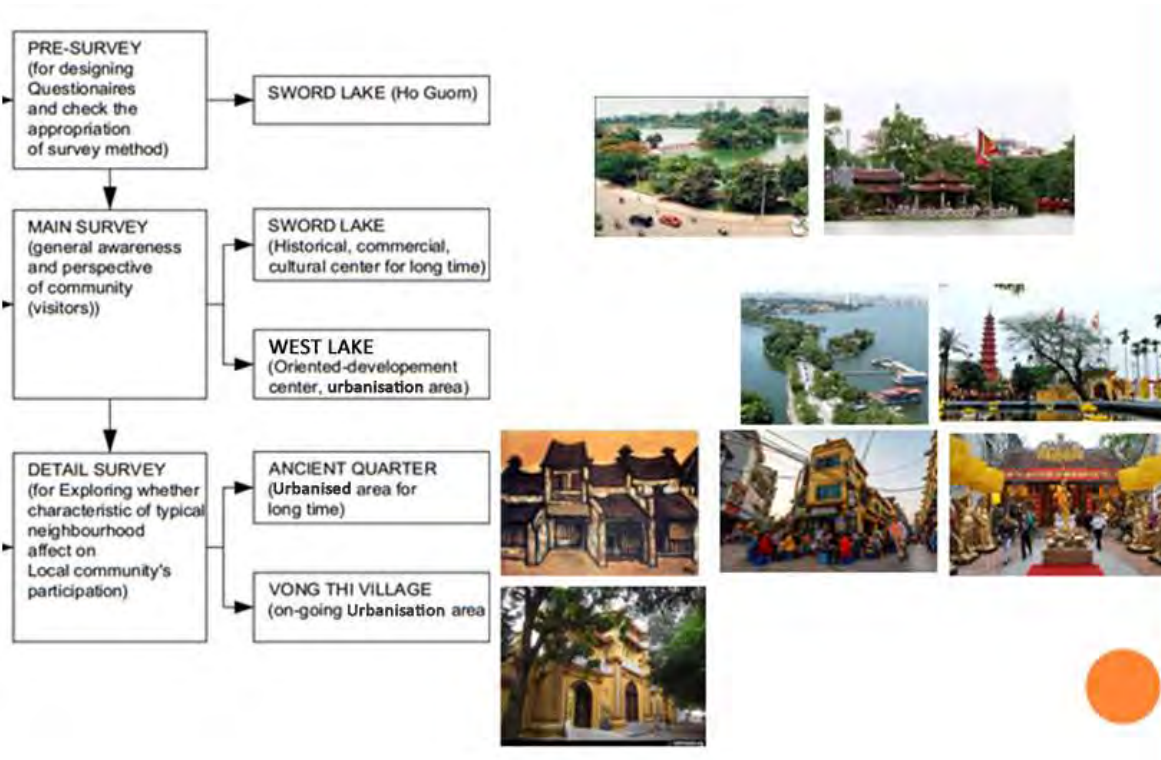 PRE-SURVEY
(for designing
Questionaires
and check the
appropriation
of survey method)
SWORD LAKE (Ho Guom)
MAIN SURVEY
(general awareness
and perspective
of community
(visitors))
SWORD LAKE
(Historical, commercial,
cultural center for long time)
WEST LAKE
(Oriented-developement
center, urbanisation area)
DETAIL SURVEY
(for Exploring whether
characteristic of typical
neighbourhood
affect on
Local community's
participation)
ANCIENT QUARTER
(Urbanised area for
long time)
VONG THI VILLAGE
(on-going Urbanisation area